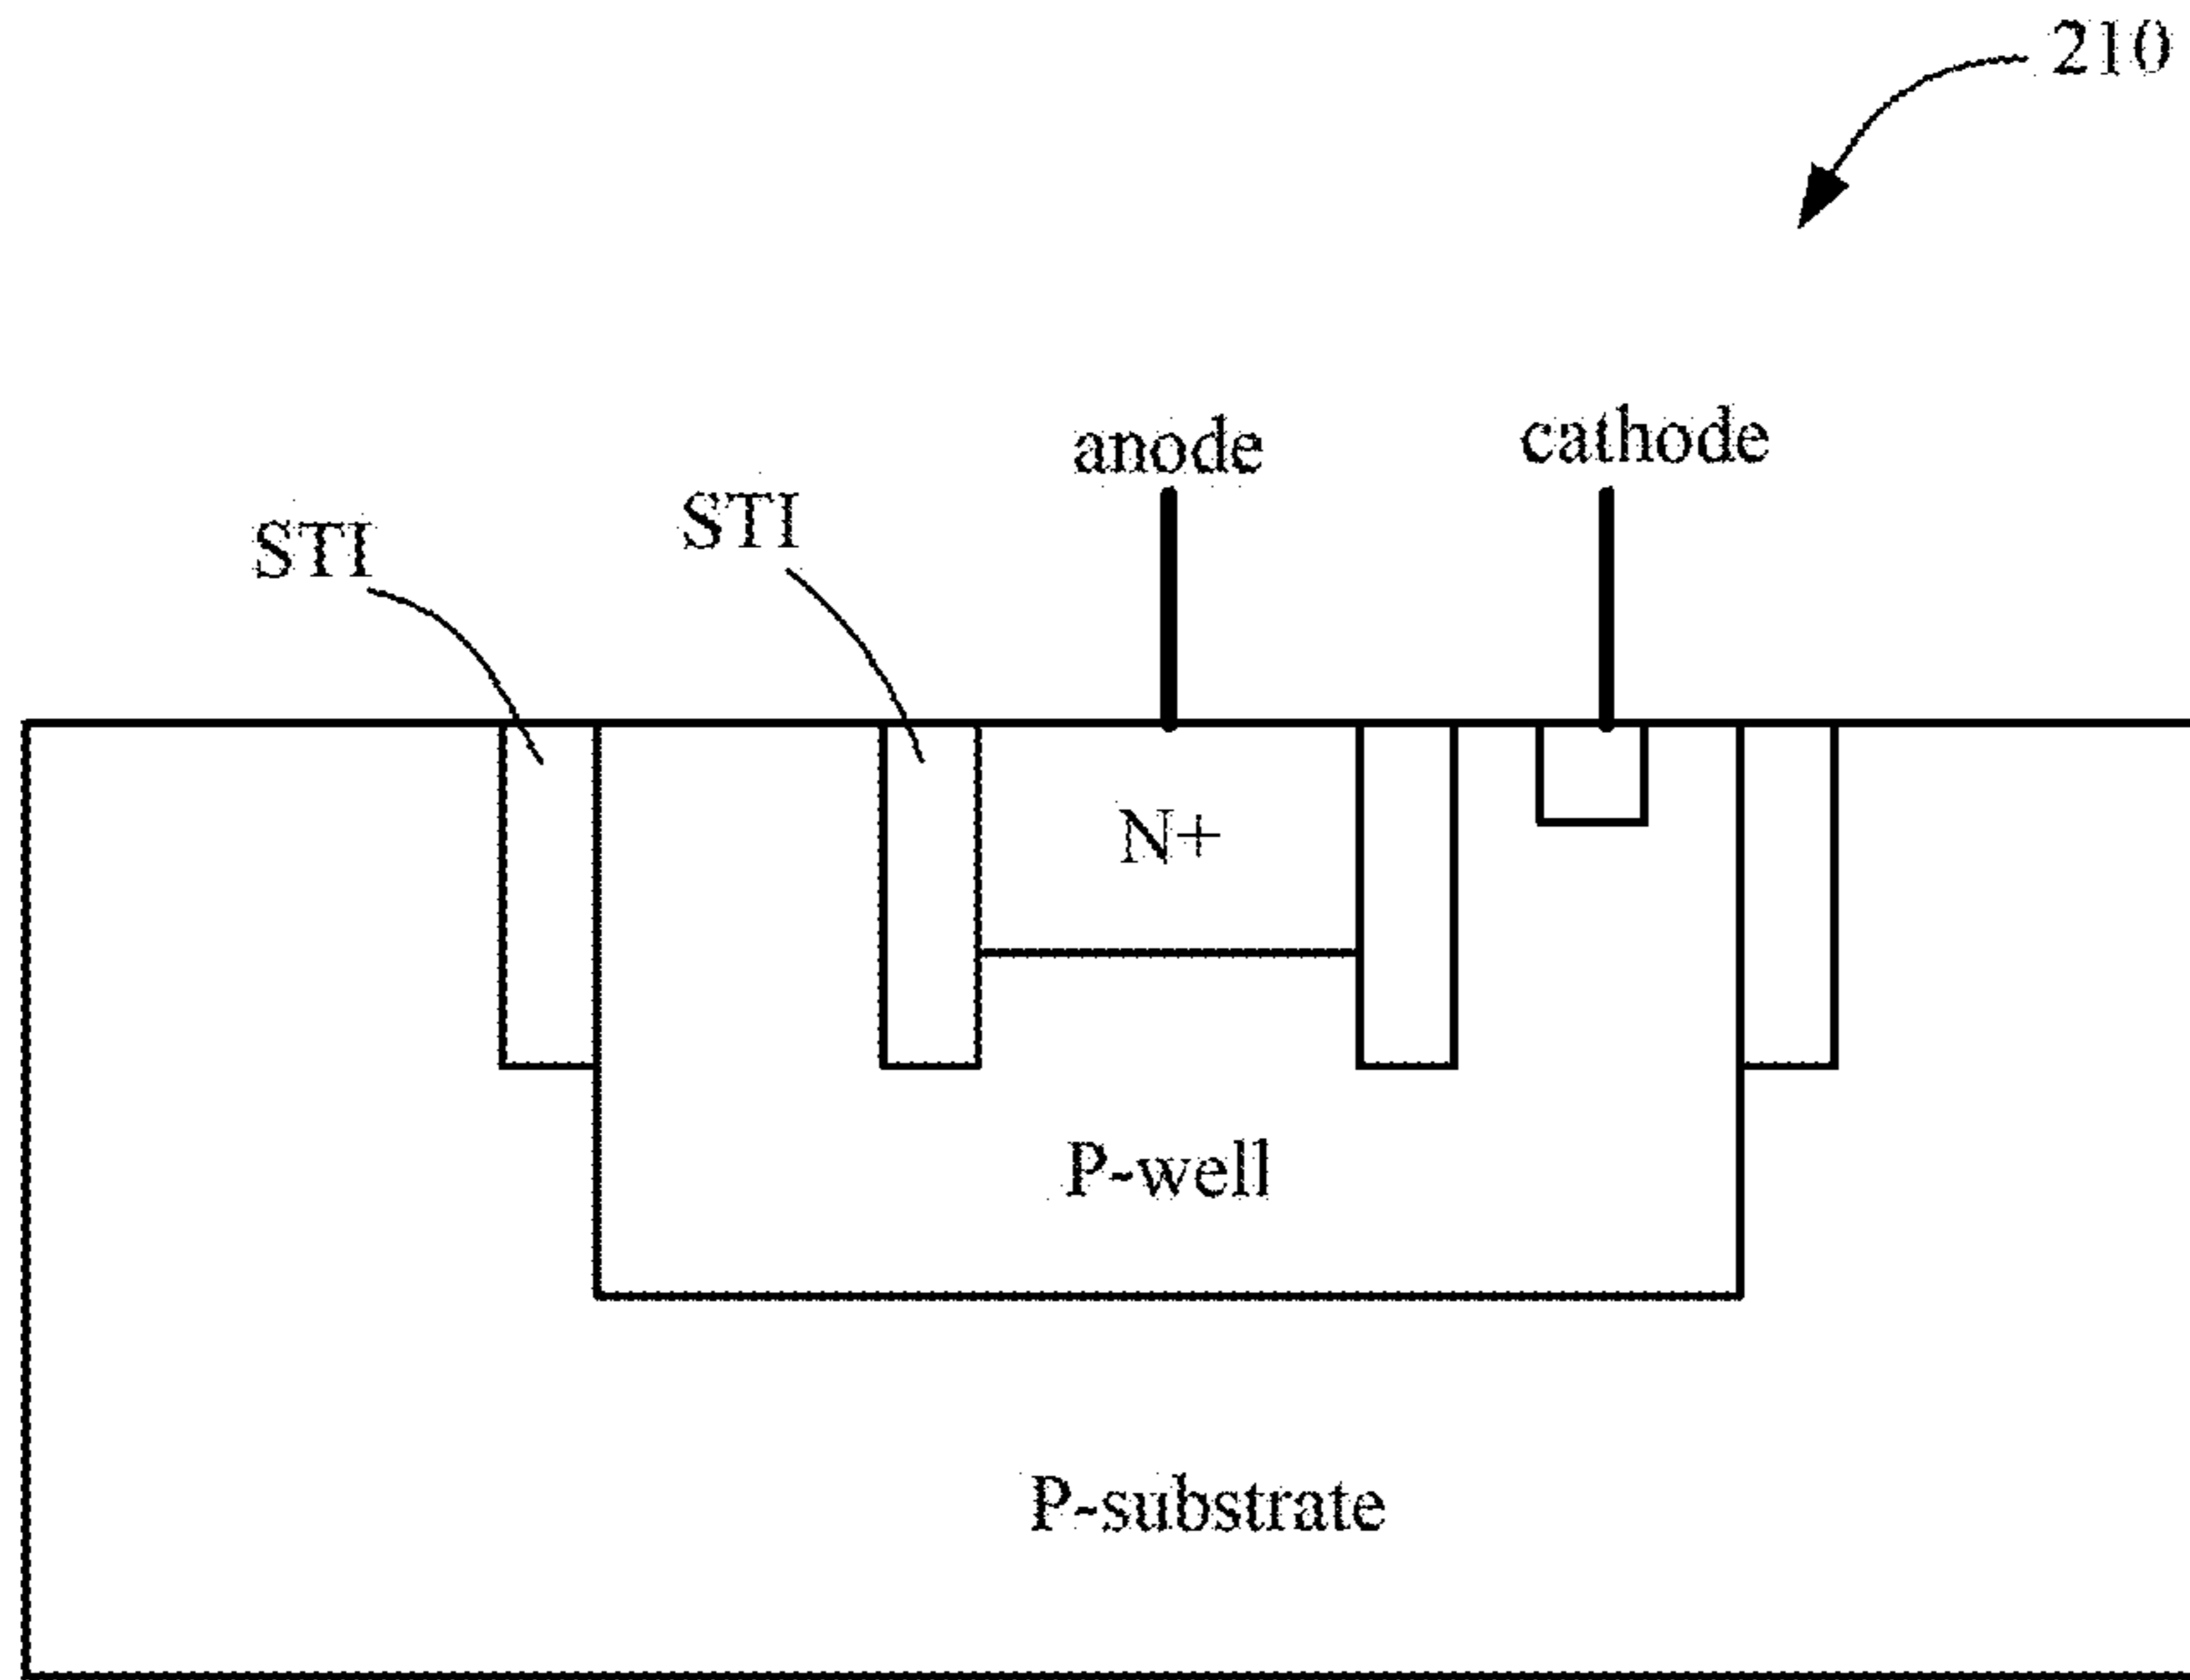 210
anode
cathode
STI
STI
N+
P-well
P-substrate